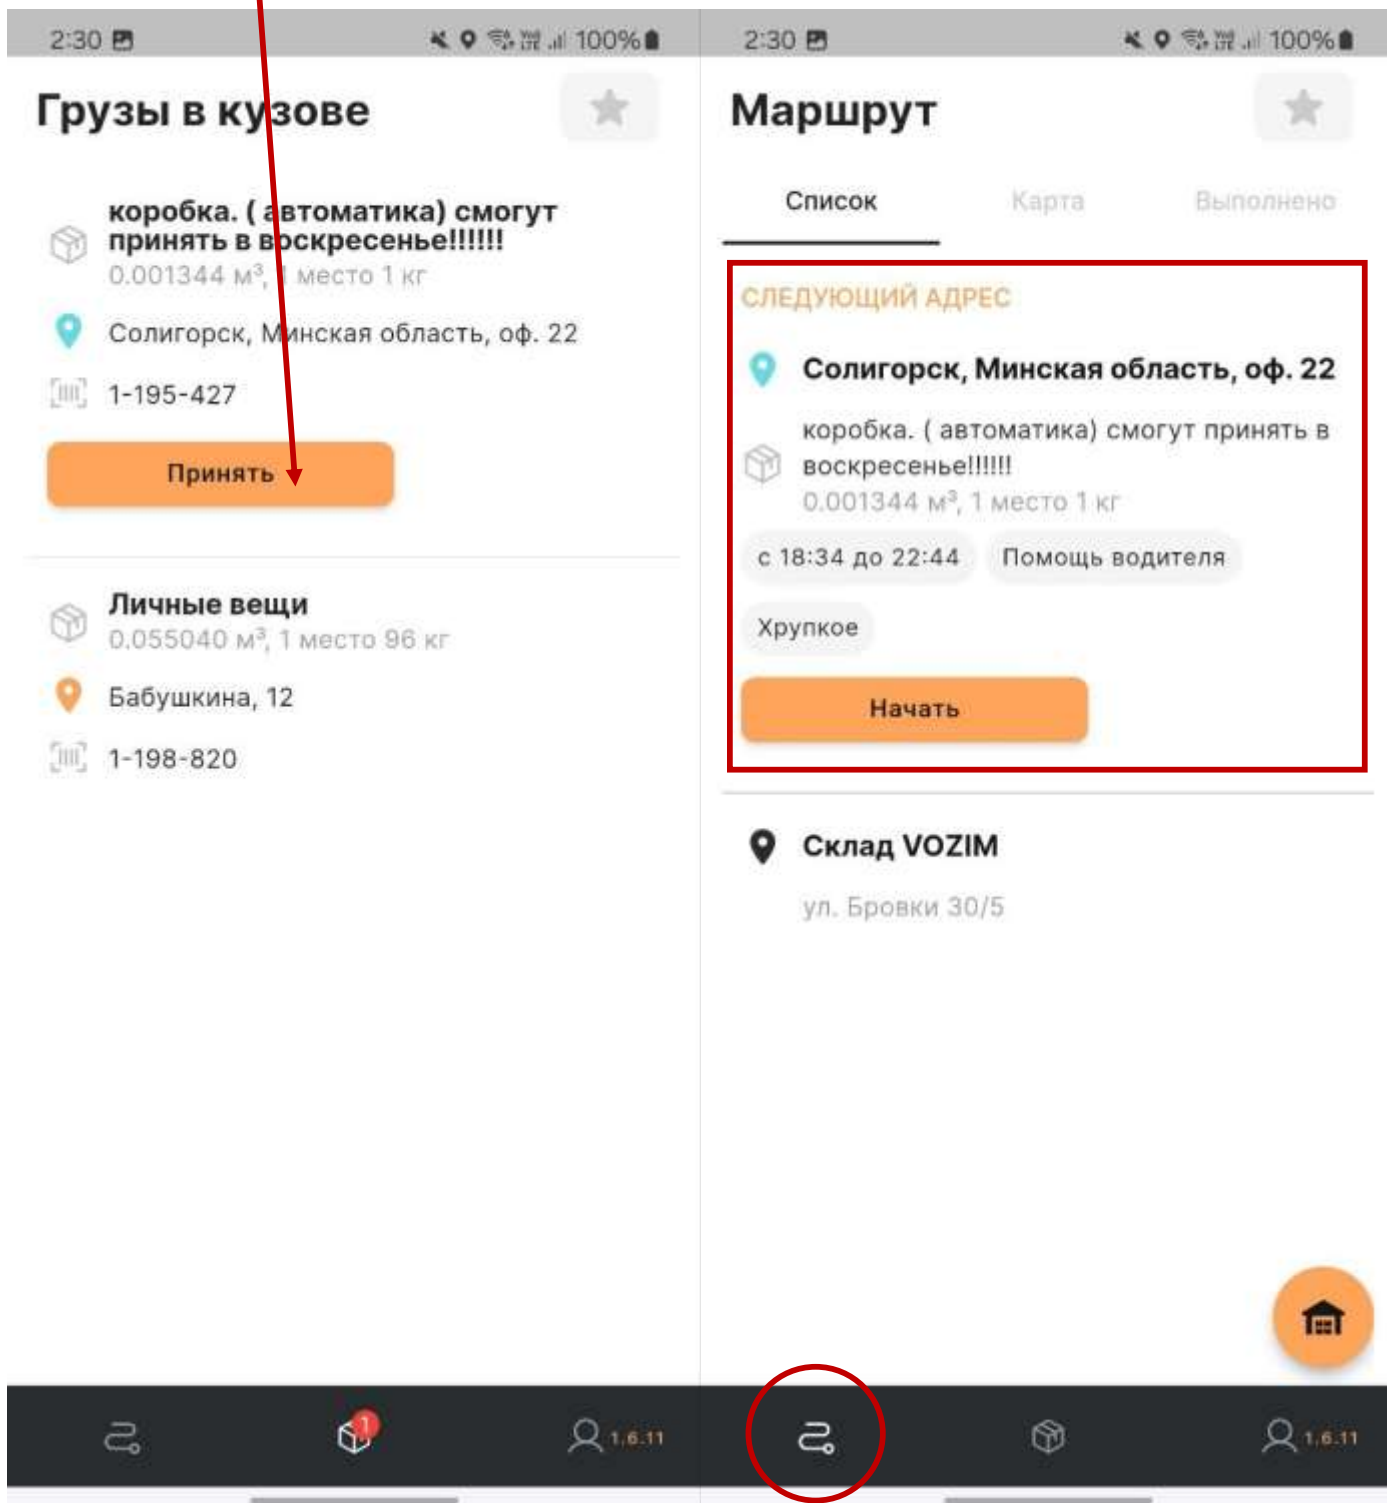 2:30
100%
Грузы в кузове
коробка. ( автоматика) смогут
принять в воскресенье!!!!!!
0.001344 м³, 1 место 1 кг
Солигорск, Минская область, оф. 22
1-195-427
Принять
Личные вещи
0.055040 м³, 1 место 96 кг
Бабушкина, 12
1-198-820
1
1.6.11
2:30
100%
Маршрут
Список Карта Выполнено
СЛЕДУЮЩИЙ АДРЕС
Солигорск, Минская область, оф. 22
коробка. ( автоматика) смогут принять в
воскресенье!!!!!!
0.001344 м³, 1 место 1 кг
с 18:34 до 22:44 Помощь водителя
Хрупкое
Начать
Склад VOZIM
ул. Бровки 30/5
1.6.11